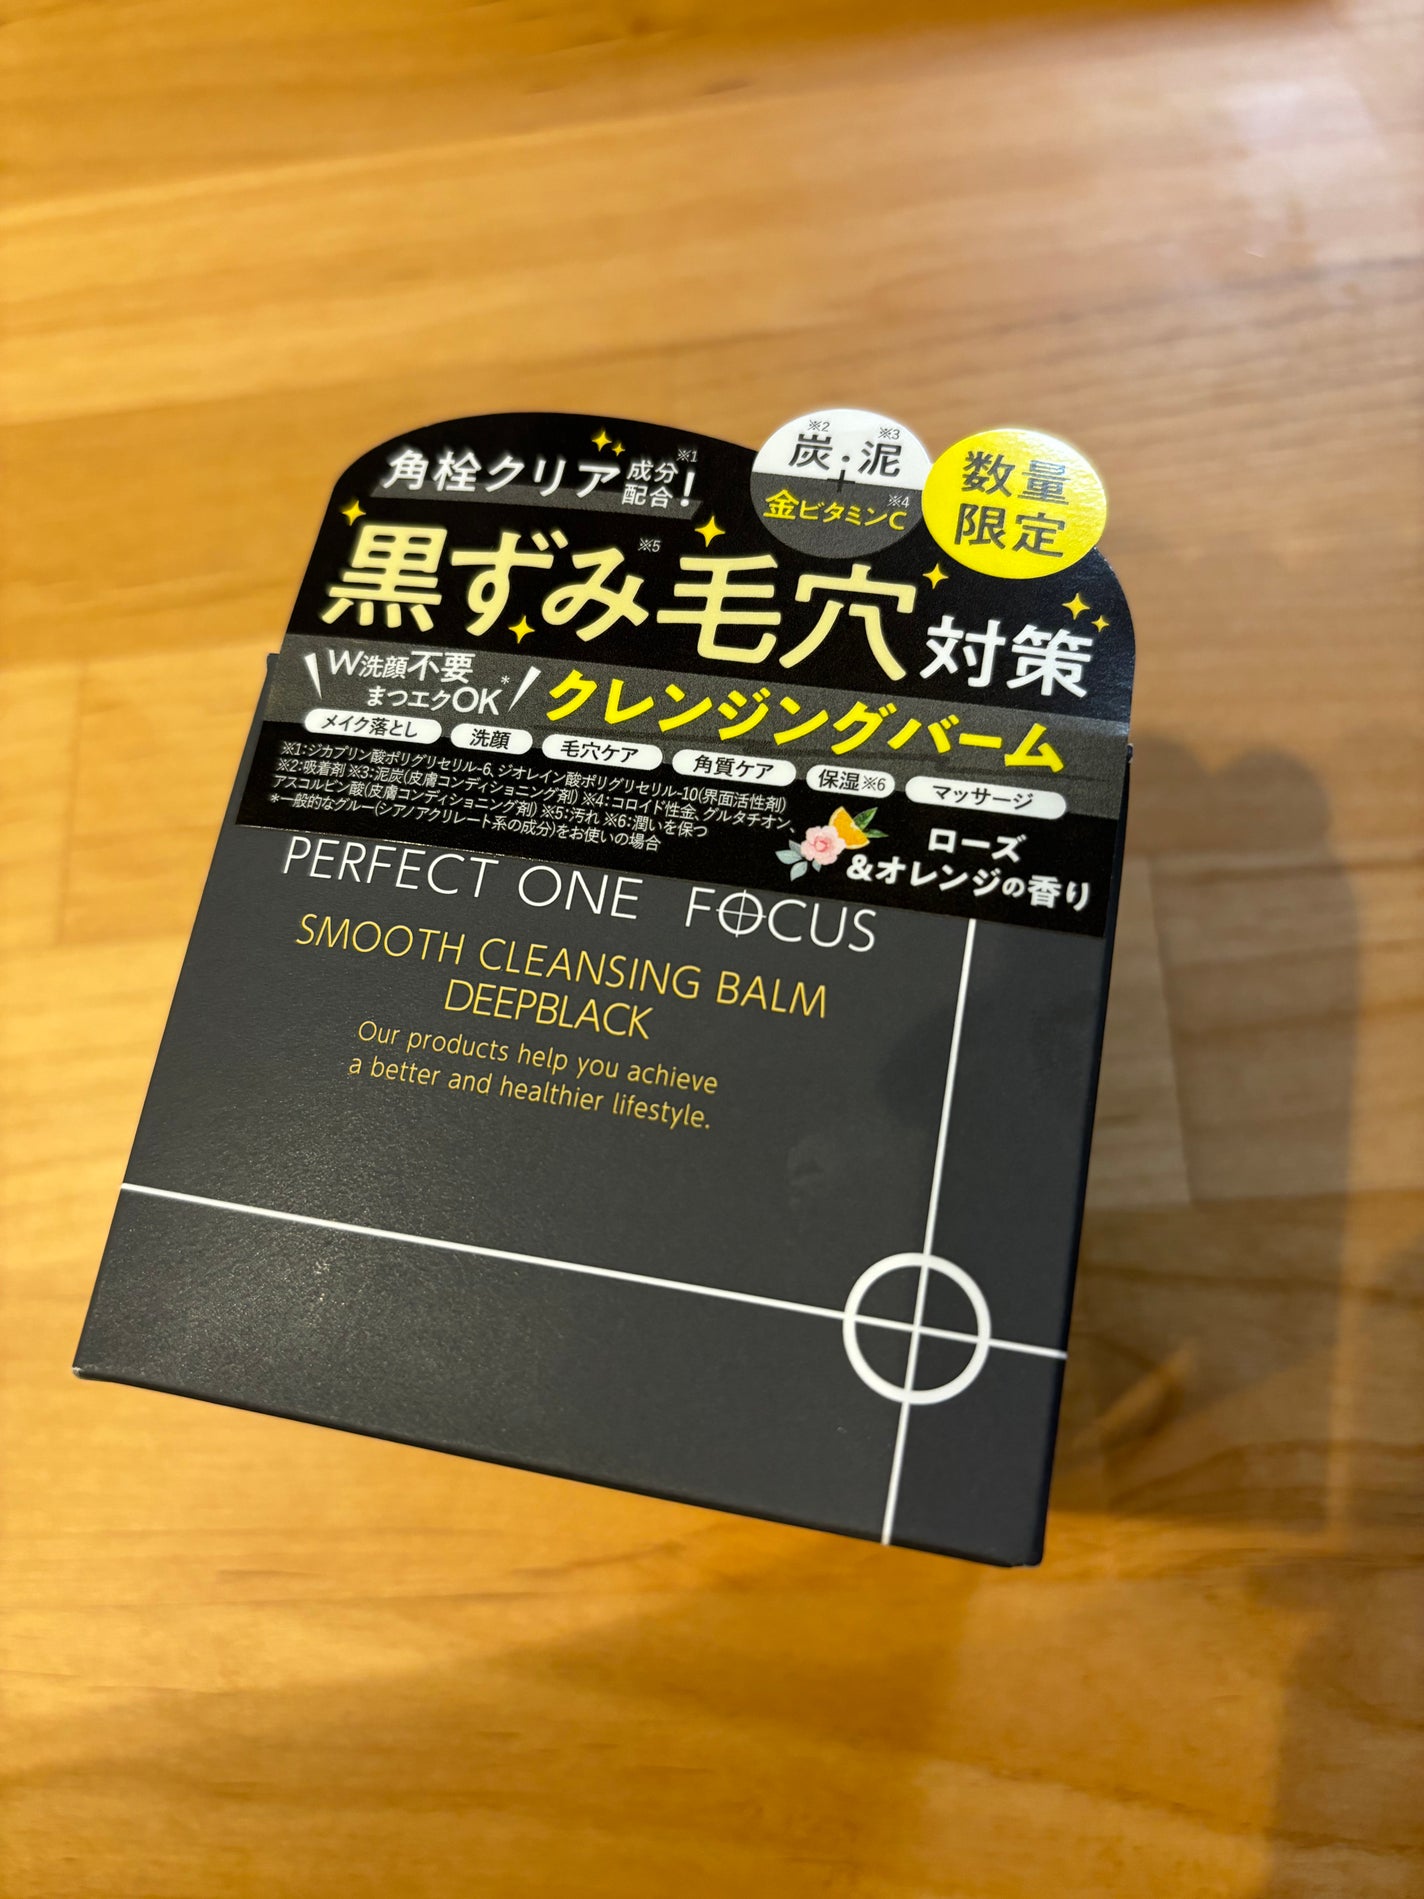 角栓クリア成分配合!※1
炭※2・泥※3
+
金ビタミンC※4
数量
限定
黒ずみ※5毛穴対策
W洗顔不要
まつエクOK*
クレンジングバーム
メイク落とし 洗顔 毛穴ケア 角質ケア 保湿※6 マッサージ
※1:ジカプリン酸ポリグリセリル-6、ジオレイン酸ポリグリセリル-10(界面活性剤)
※2:吸着剤 ※3:泥炭(皮膚コンディショニング剤) ※4:コロイド性金、グルタチオン、
アスコルビン酸(皮膚コンディショニング剤) ※5:汚れ ※6:潤いを保つ
*一般的なグルー(シアノアクリレート系の成分)をお使いの場合
ローズ
&オレンジの香り
PERFECT ONE FOCUS
SMOOTH CLEANSING BALM
DEEPBLACK
Our products help you achieve
a better and healthier lifestyle.